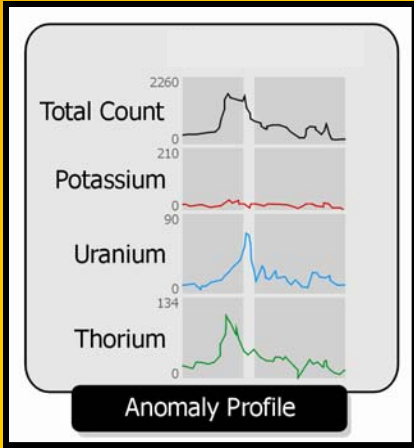 2260
Total Count
0
210
Potassium
0
90
Uranium
0
134
Thorium
0
Anomaly Profile